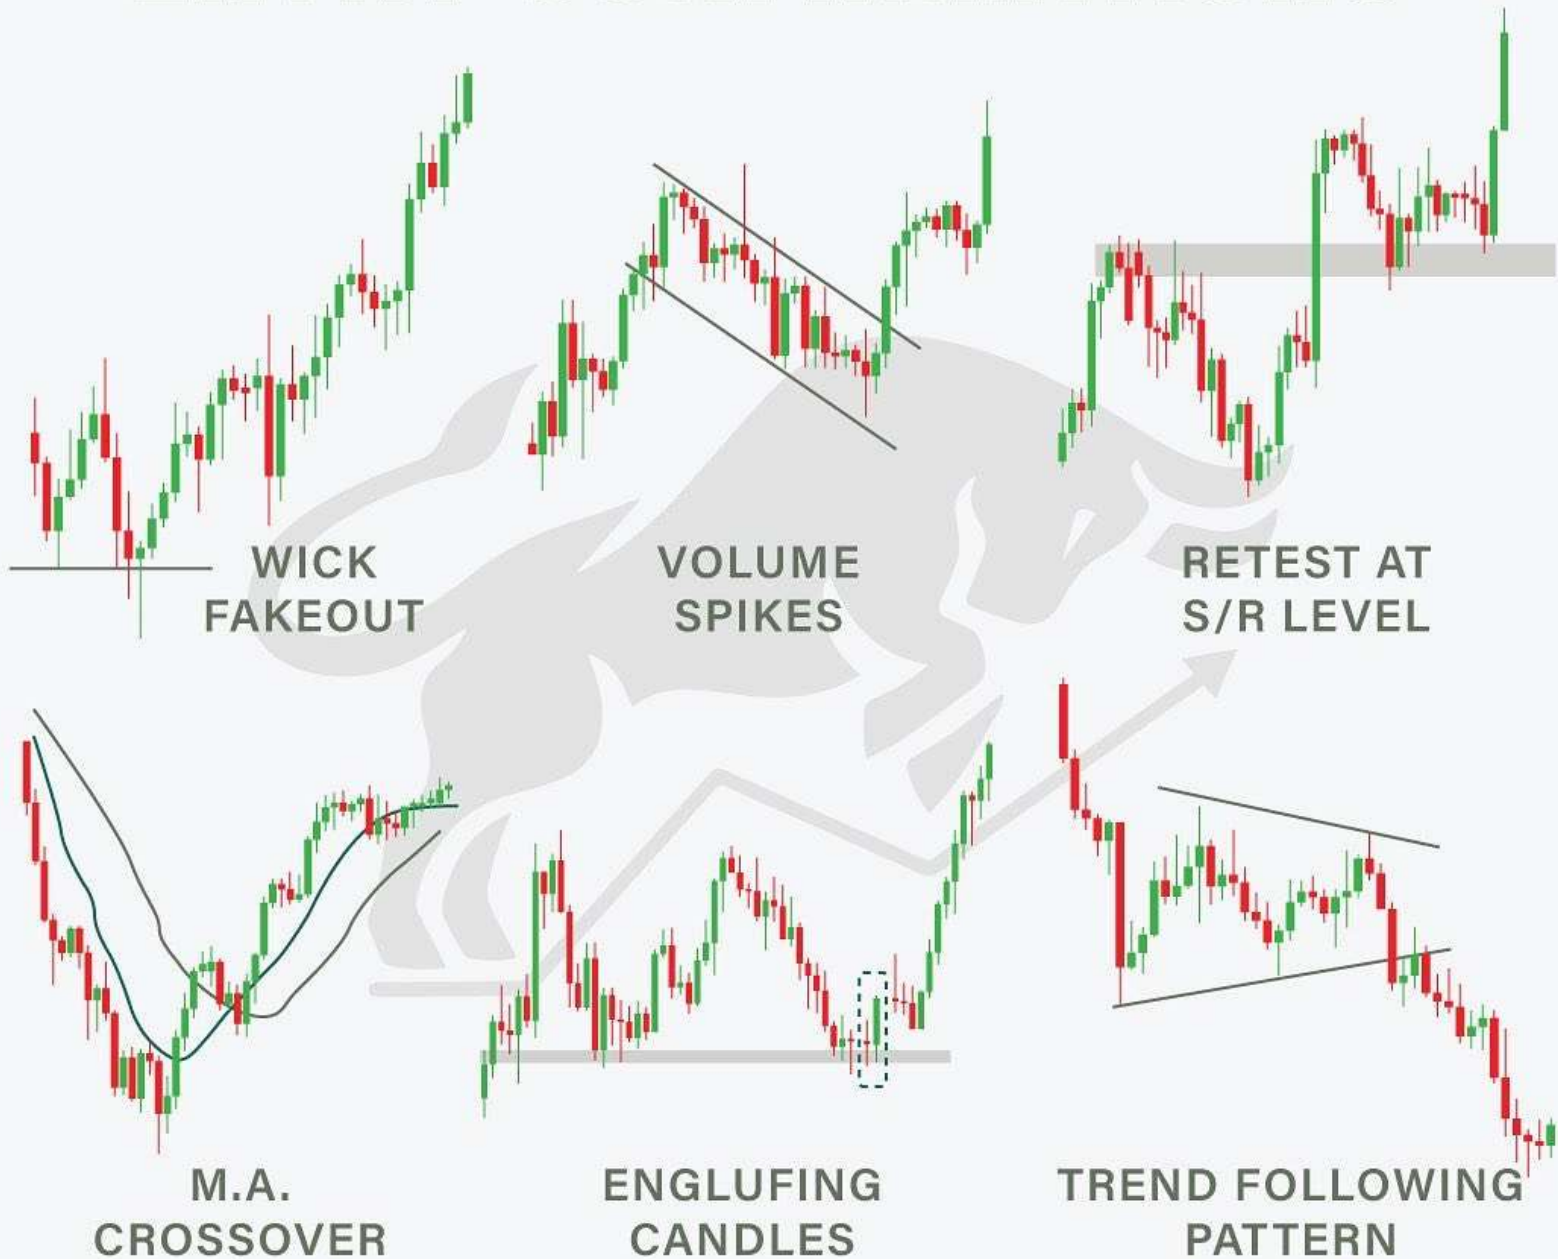 WICK
FAKEOUT
VOLUME
SPIKES
RETEST AT
S/R LEVEL
M.A.
CROSSOVER
ENGLUFING
CANDLES
TREND FOLLOWING
PATTERN